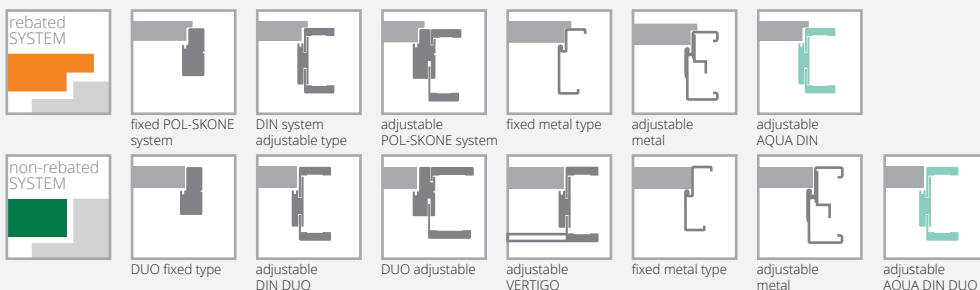 rebated
SYSTEM
fixed POL-SKONE
system
DIN system
adjustable type
adjustable
POL-SKONE system
fixed metal type
adjustable
metal
adjustable
AQUA DIN
non-rebated
SYSTEM
DUO fixed type
adjustable
DIN DUO
DUO adjustable
adjustable
VERTIGO
fixed metal type
adjustable
metal
adjustable
AQUA DIN DUO